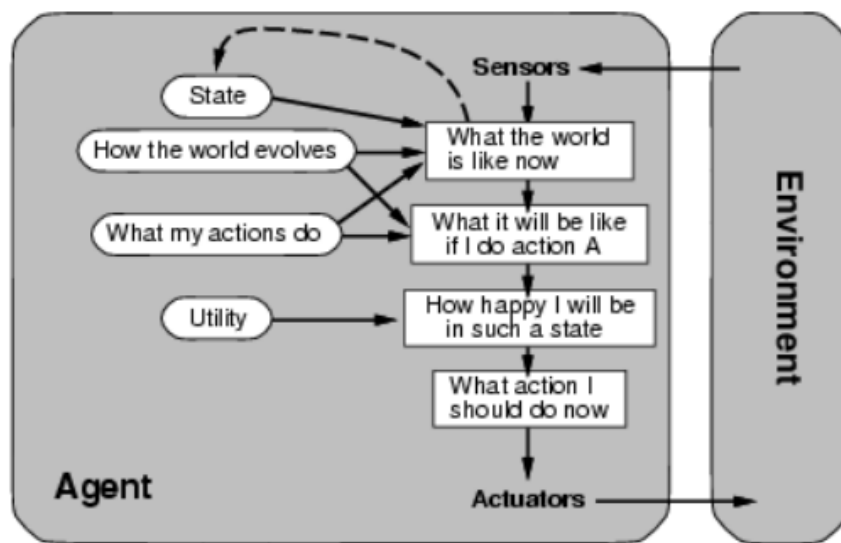 Sensors
State
What the world
is like now
How the world evolves
What my actions do
What it will be like
if I do action A
Utility
How happy I will be
in such a state
What action I
should do now
Agent
Actuators
Environment